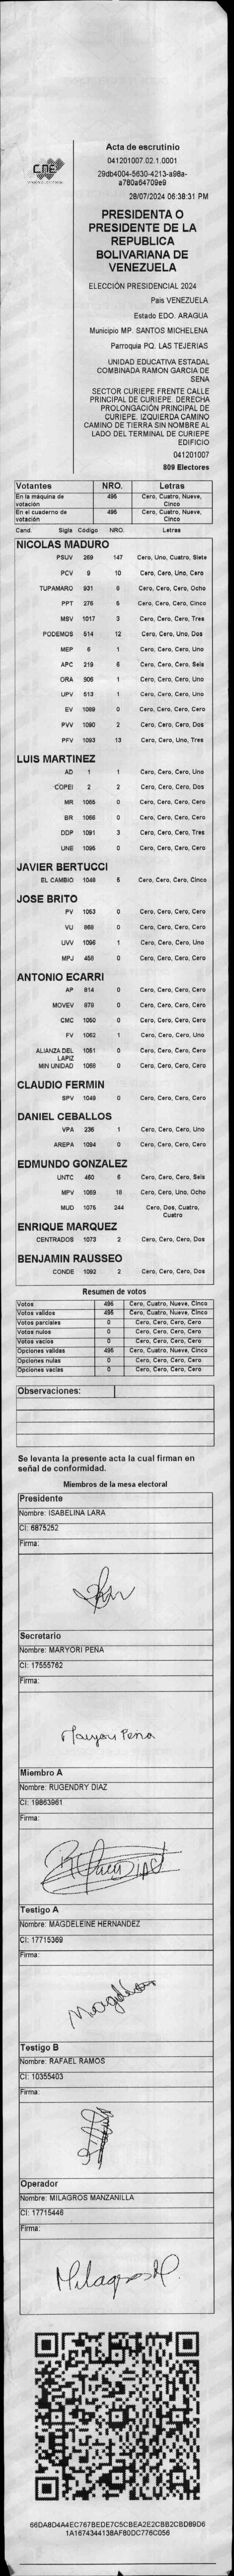 CNE
Acta de escrutinio
041201007.02.1.0001
29db4004-5630-4213-a98a-
a780a64709e9
28/07/2024 06:38:31 PM
PRESIDENTA O
PRESIDENTE DE LA
REPUBLICA
BOLIVARIANA DE
VENEZUELA
ELECCIÓN PRESIDENCIAL 2024
Pais VENEZUELA
Estado EDO. ARAGUA
Municipio MP. SANTOS MICHELENA
Parroquia PQ. LAS TEJERIAS
UNIDAD EDUCATIVA ESTADAL
COMBINADA RAMON GARCIA DE
SENA
SECTOR CURIEPE FRENTE CALLE
PRINCIPAL DE CURIEPE. DERECHA
PROLONGACIÓN PRINCIPAL DE
CURIEPE. IZQUIERDA CAMINO
CAMINO DE TIERRA SIN NOMBRE AL
LADO DEL TERMINAL DE CURIEPE
EDIFICIO
041201007
809 Electores
Votantes NRO. Letras
En la máquina de votación 495 Cero, Cuatro, Nueve, Cinco
En el cuaderno de votación 495 Cero, Cuatro, Nueve, Cinco
Cand. Sigla Código NRO. Letras
NICOLAS MADURO
PSUV 269 147 Cero, Uno, Cuatro, Siete
PCV 9 10 Cero, Cero, Uno, Cero
TUPAMARO 931 8 Cero, Cero, Cero, Ocho
PPT 276 5 Cero, Cero, Cero, Cinco
MSV 1017 3 Cero, Cero, Cero, Tres
PODEMOS 514 12 Cero, Cero, Uno, Dos
MEP 6 1 Cero, Cero, Cero, Uno
APC 219 6 Cero, Cero, Cero, Seis
ORA 906 1 Cero, Cero, Cero, Uno
UPV 513 1 Cero, Cero, Cero, Uno
EV 1089 0 Cero, Cero, Cero, Cero
PVV 1090 2 Cero, Cero, Cero, Dos
PFV 1093 13 Cero, Cero, Uno, Tres
LUIS MARTINEZ
AD 1 1 Cero, Cero, Cero, Uno
COPEI 2 2 Cero, Cero, Cero, Dos
MR 1065 0 Cero, Cero, Cero, Cero
BR 1066 0 Cero, Cero, Cero, Cero
DDP 1091 3 Cero, Cero, Cero, Tres
UNE 1095 0 Cero, Cero, Cero, Cero
JAVIER BERTUCCI
EL CAMBIO 1048 5 Cero, Cero, Cero, Cinco
JOSE BRITO
PV 1053 0 Cero, Cero, Cero, Cero
VU 868 0 Cero, Cero, Cero, Cero
UVV 1096 1 Cero, Cero, Cero, Uno
MPJ 458 0 Cero, Cero, Cero, Cero
ANTONIO ECARRI
AP 814 0 Cero, Cero, Cero, Cero
MOVEV 879 0 Cero, Cero, Cero, Cero
CMC 1050 0 Cero, Cero, Cero, Cero
FV 1062 1 Cero, Cero, Cero, Uno
ALIANZA DEL LAPIZ 1051 0 Cero, Cero, Cero, Cero
MIN UNIDAD 1068 0 Cero, Cero, Cero, Cero
CLAUDIO FERMIN
SPV 1049 0 Cero, Cero, Cero, Cero
DANIEL CEBALLOS
VPA 236 1 Cero, Cero, Cero, Uno
AREPA 1094 0 Cero, Cero, Cero, Cero
EDMUNDO GONZALEZ
UNTC 460 6 Cero, Cero, Cero, Seis
MPV 1069 18 Cero, Cero, Uno, Ocho
MUD 1075 244 Cero, Dos, Cuatro, Cuatro
ENRIQUE MARQUEZ
CENTRADOS 1073 2 Cero, Cero, Cero, Dos
BENJAMIN RAUSSEO
CONDE 1092 2 Cero, Cero, Cero, Dos
Resumen de votos
Votos 495 Cero, Cuatro, Nueve, Cinco
Votos validos 495 Cero, Cuatro, Nueve, Cinco
Votos parciales 0 Cero, Cero, Cero, Cero
Votos nulos 0 Cero, Cero, Cero, Cero
Votos vacios 0 Cero, Cero, Cero, Cero
Opciones validas 495 Cero, Cuatro, Nueve, Cinco
Opciones nulas 0 Cero, Cero, Cero, Cero
Opciones vacias 0 Cero, Cero, Cero, Cero
Observaciones:
Se levanta la presente acta la cual firman en
señal de conformidad.
Miembros de la mesa electoral
Presidente
Nombre: ISABELINA LARA
CI: 6875252
Firma:
Secretario
Nombre: MARYORI PEÑA
CI: 17555762
Firma:
Maryori Peña
Miembro A
Nombre: RUGENDRY DIAZ
CI: 19863961
Firma:
Testigo A
Nombre: MAGDELEINE HERNANDEZ
CI: 17715369
Firma:
Testigo B
Nombre: RAFAEL RAMOS
CI: 10355403
Firma:
Operador
Nombre: MILAGROS MANZANILLA
CI: 17715446
Firma:
Milagros M.
66DA8D4A4EC767BEDE7C5CBEA2E2CBB2CBD89D6
1A1674344138AF80DC776C056